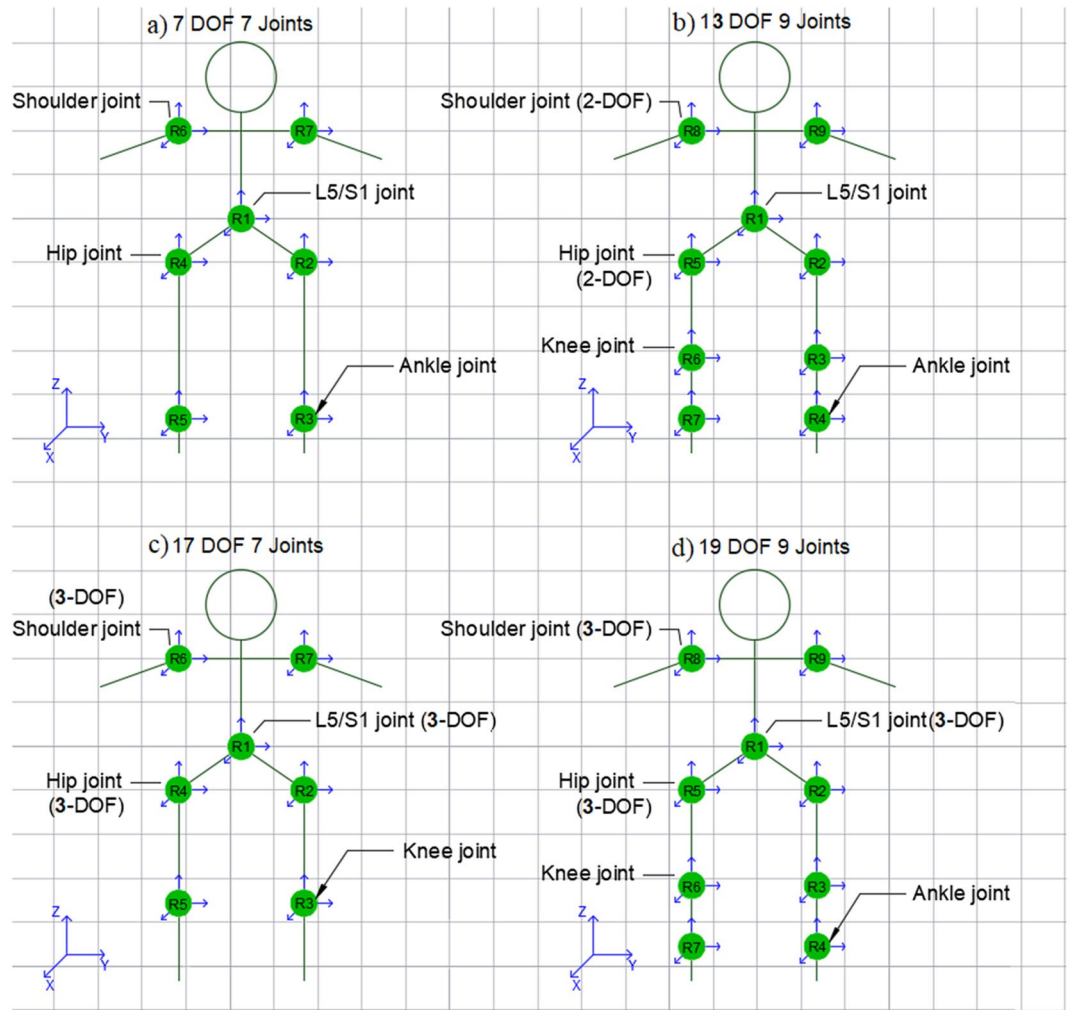 a) 7 DOF 7 Joints
Shoulder joint
R6
R7
L5/S1 joint
R1
Hip joint
R4
R2
Ankle joint
R5
R3
Z
Y
X
b) 13 DOF 9 Joints
Shoulder joint (2-DOF)
R8
R9
L5/S1 joint
R1
Hip joint
(2-DOF)
R5
R2
Knee joint
R6
R3
Ankle joint
R7
R4
Z
Y
X
c) 17 DOF 7 Joints
(3-DOF)
Shoulder joint
R6
R7
L5/S1 joint (3-DOF)
R1
Hip joint
(3-DOF)
R4
R2
Knee joint
R5
R3
Z
Y
X
d) 19 DOF 9 Joints
Shoulder joint (3-DOF)
R8
R9
L5/S1 joint(3-DOF)
R1
Hip joint
(3-DOF)
R5
R2
Knee joint
R6
R3
Ankle joint
R7
R4
Z
Y
X